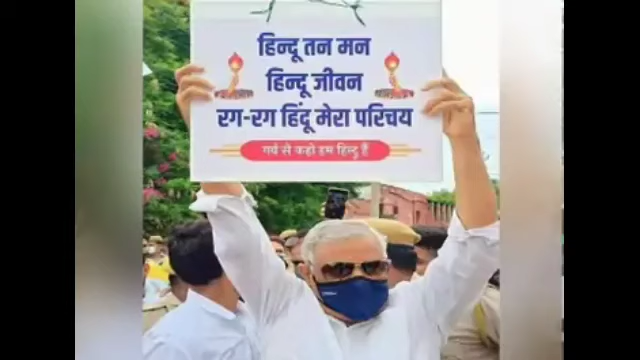 हिन्दू तन मन
हिन्दू जीवन
रग-रग हिंदू मेरा परिचय
गर्व से कहो हम हिन्दू हैं